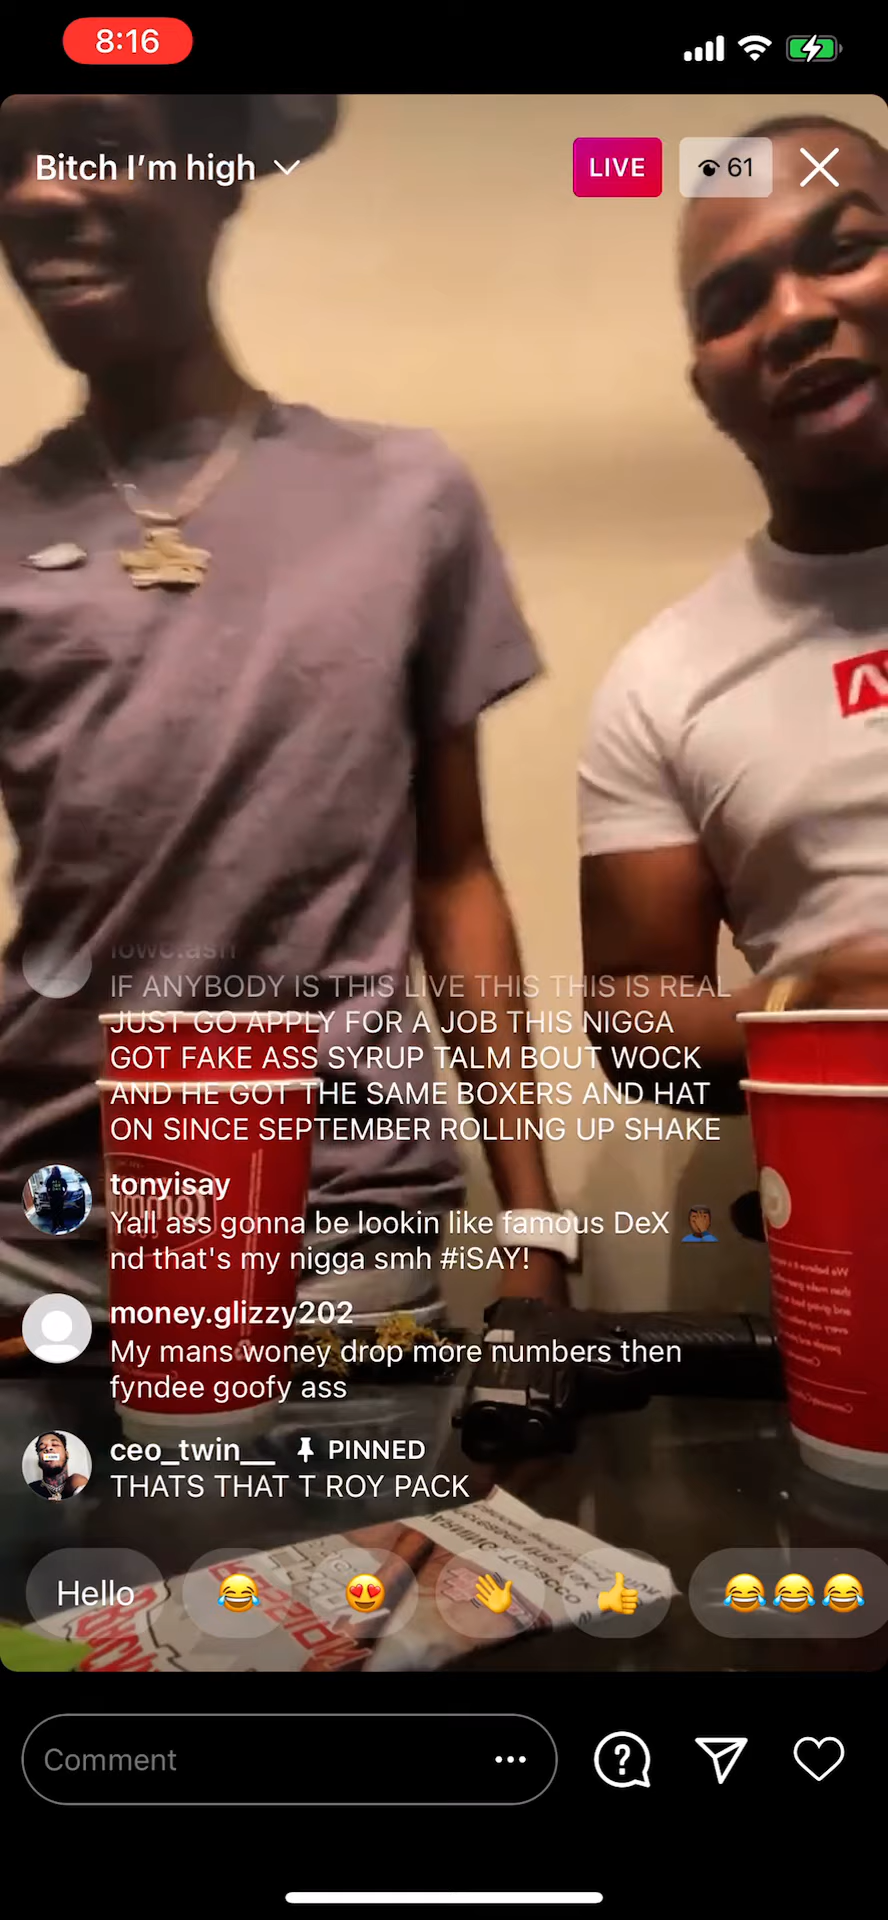 8:16
Bitch I'm high
LIVE
61
lowclash
IF ANYBODY IS THIS LIVE THIS THIS IS REAL
JUST GO APPLY FOR A JOB THIS NIGGA
GOT FAKE ASS SYRUP TALM BOUT WOCK
AND HE GOT THE SAME BOXERS AND HAT
ON SINCE SEPTEMBER ROLLING UP SHAKE
tonyisay
Yall ass gonna be lookin like famous DeX 🤦🏾‍♂️
nd that's my nigga smh #iSAY!
money.glizzy202
My mans woney drop more numbers then
fyndee goofy ass
ceo_twin__ PINNED
THATS THAT T ROY PACK
Hello 😂 😍 👋 👍 😂😂😂
Comment